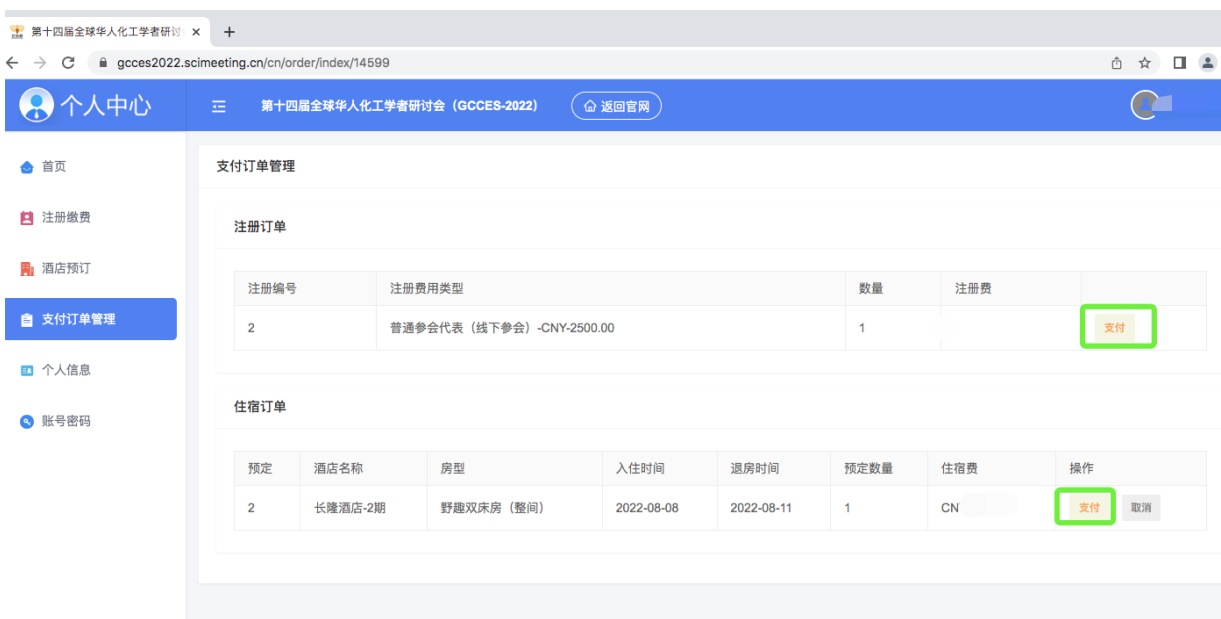 第十四届全球华人化工学者研讨
gcces2022.scimeeting.cn/cn/order/index/14599
个人中心
第十四届全球华人化工学者研讨会（GCCES-2022） 返回官网
首页
注册缴费
酒店预订
支付订单管理
个人信息
账号密码
支付订单管理
注册订单
注册编号 注册费用类型 数量 注册费
2 普通参会代表（线下参会）-CNY-2500.00 1 支付
住宿订单
预定 酒店名称 房型 入住时间 退房时间 预定数量 住宿费 操作
2 长隆酒店-2期 野趣双床房（整间） 2022-08-08 2022-08-11 1 CN 支付 取消